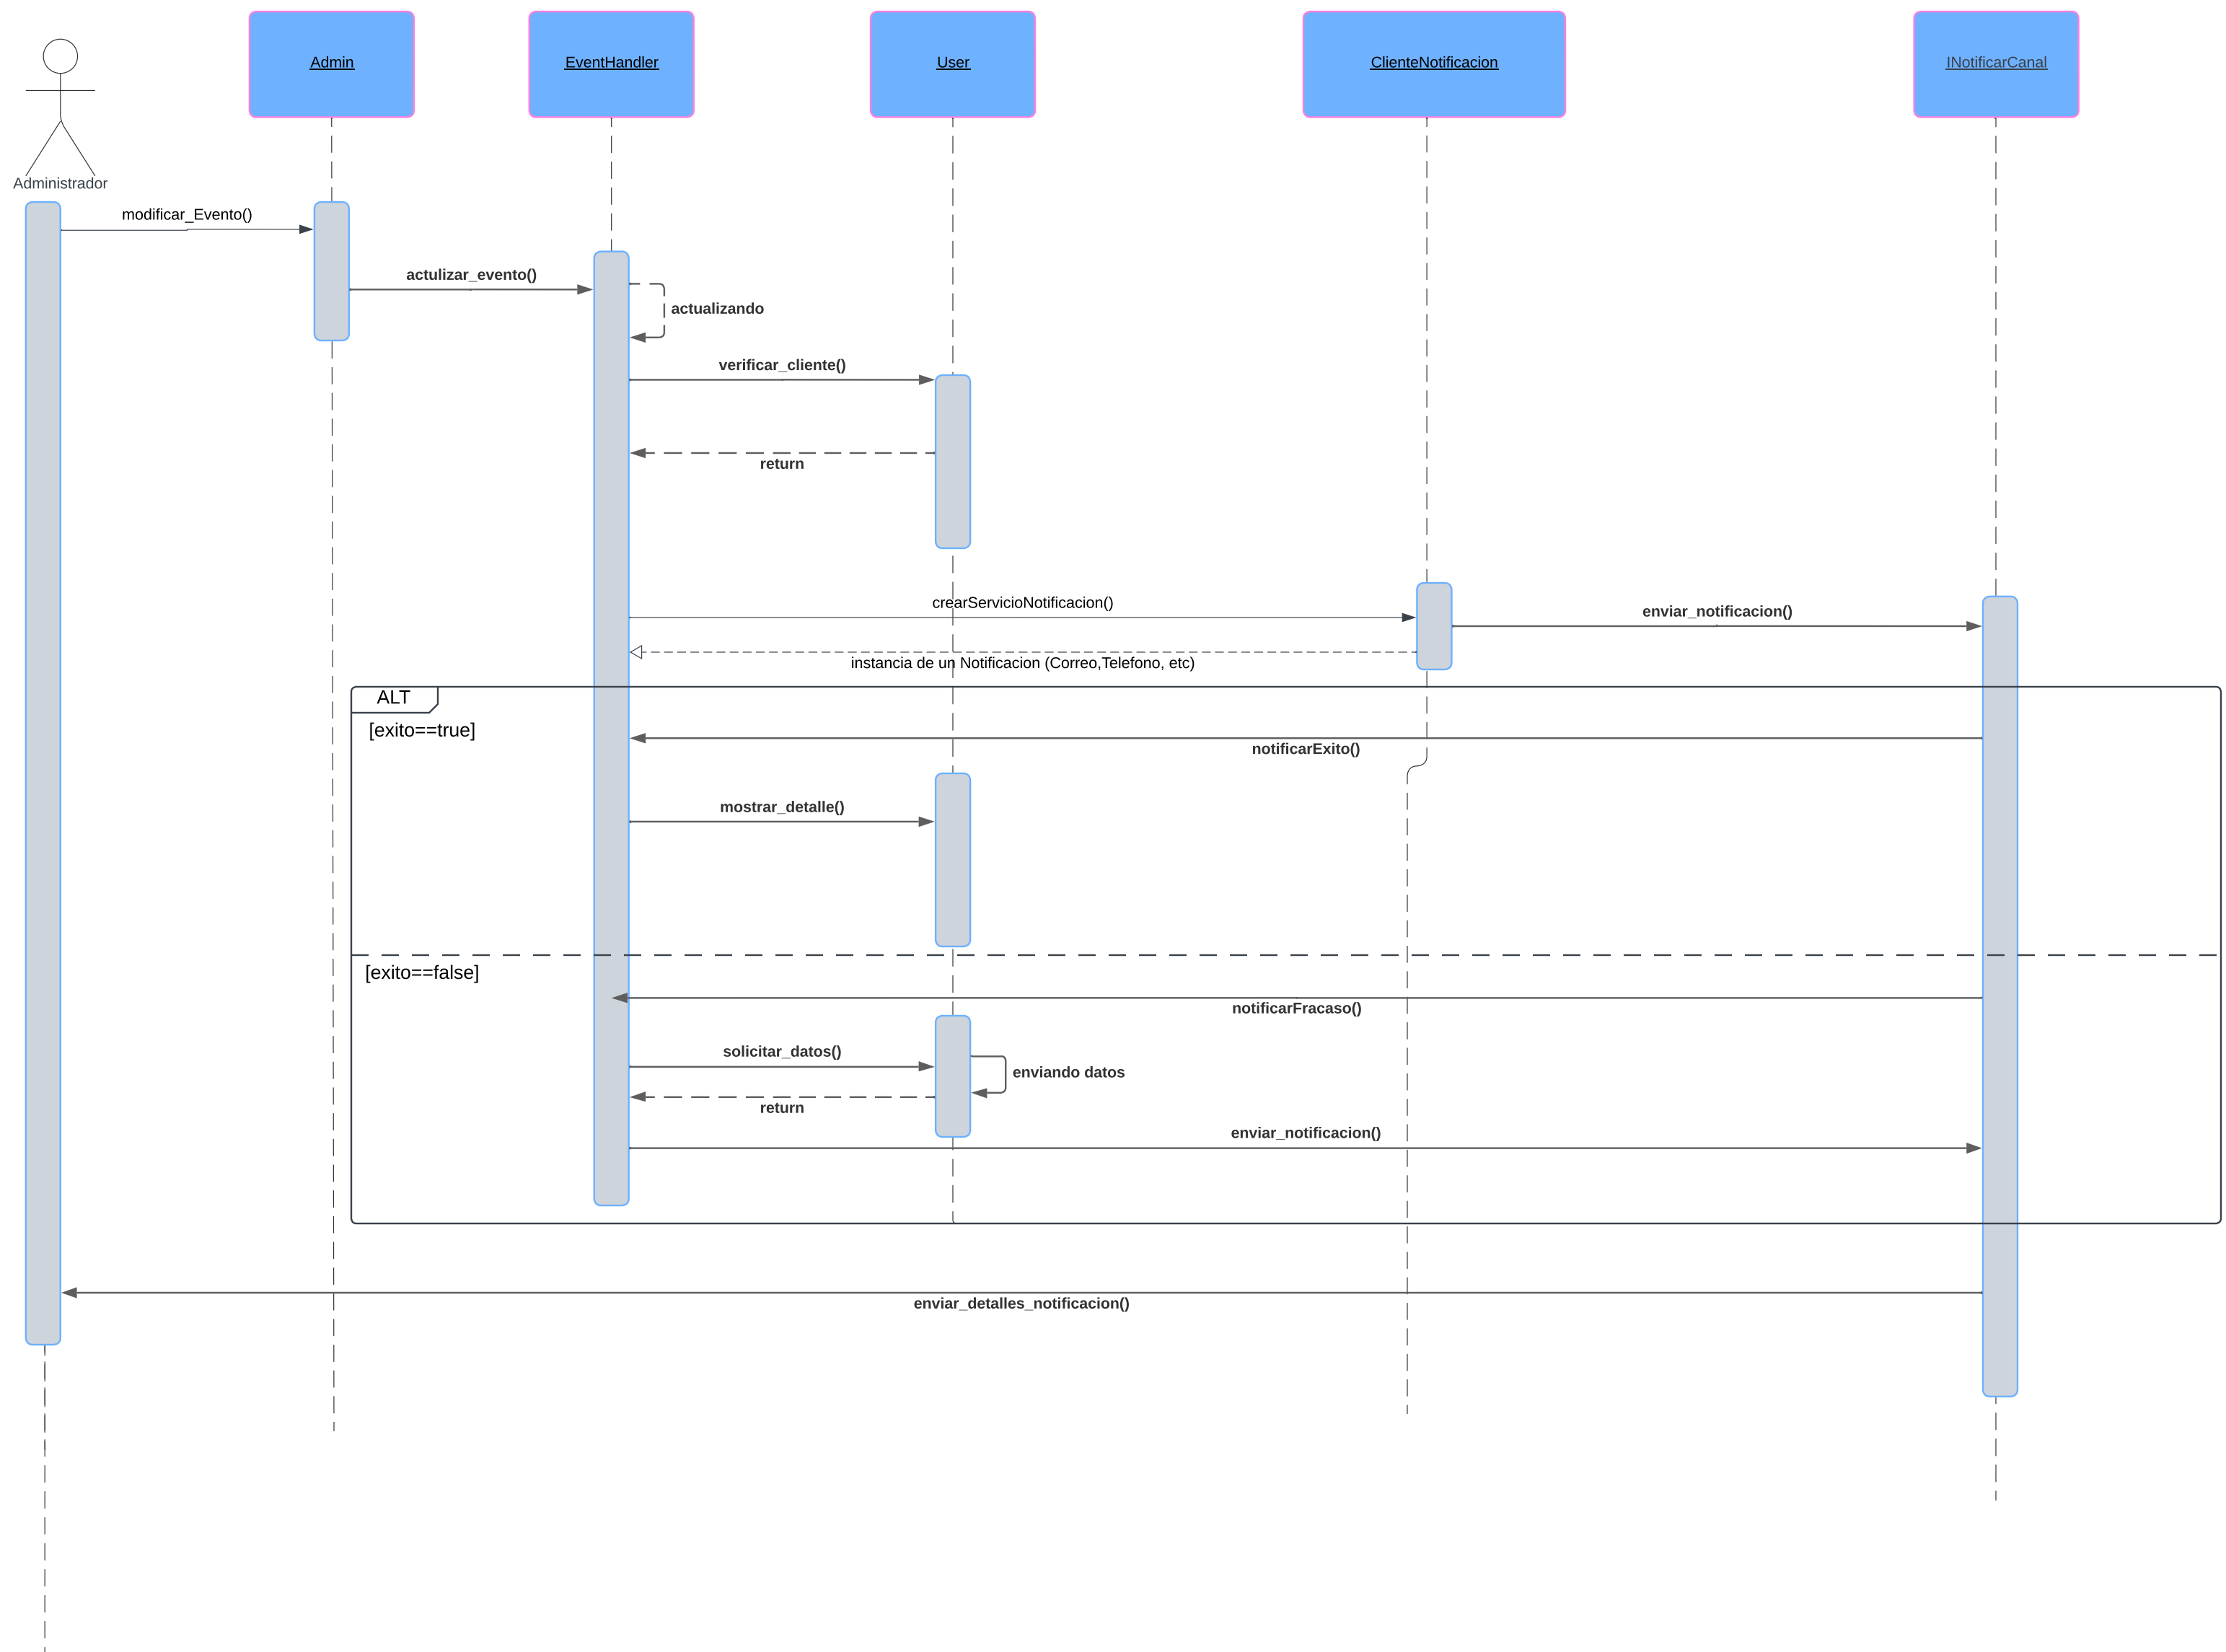 Admin
EventHandler
User
ClienteNotificacion
INotificarCanal
Administrador
modificar_Evento()
actulizar_evento()
actualizando
verificar_cliente()
return
crearServicioNotificacion()
enviar_notificacion()
instancia de un Notificacion (Correo,Telefono, etc)
ALT
[exito==true]
notificarExito()
mostrar_detalle()
[exito==false]
notificarFracaso()
solicitar_datos()
enviando datos
return
enviar_notificacion()
enviar_detalles_notificacion()